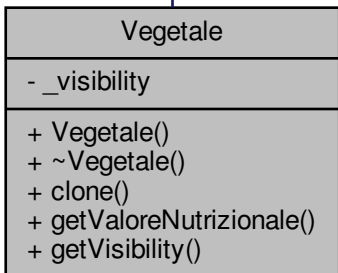 Vegetale
- _visibility
+ Vegetale()
+ ~Vegetale()
+ clone()
+ getValoreNutrizionale()
+ getVisibility()